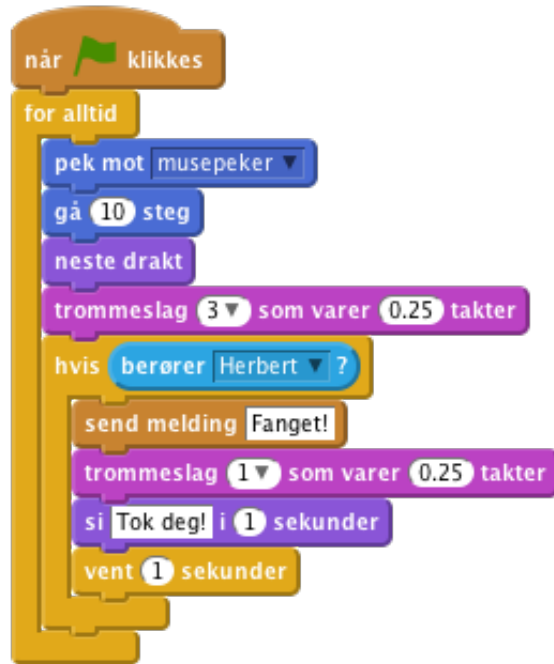 når klikkes
for alltid
pek mot musepeker
gå 10 steg
neste drakt
trommeslag 3 som varer 0.25 takter
hvis berører Herbert ?
send melding Fanget!
trommeslag 1 som varer 0.25 takter
si Tok deg! i 1 sekunder
vent 1 sekunder